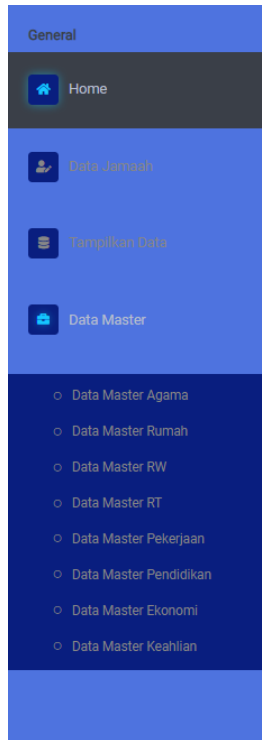 General
Home
Data Jamaah
Tampilkan Data
Data Master
Data Master Agama
Data Master Rumah
Data Master RW
Data Master RT
Data Master Pekerjaan
Data Master Pendidikan
Data Master Ekonomi
Data Master Keahlian